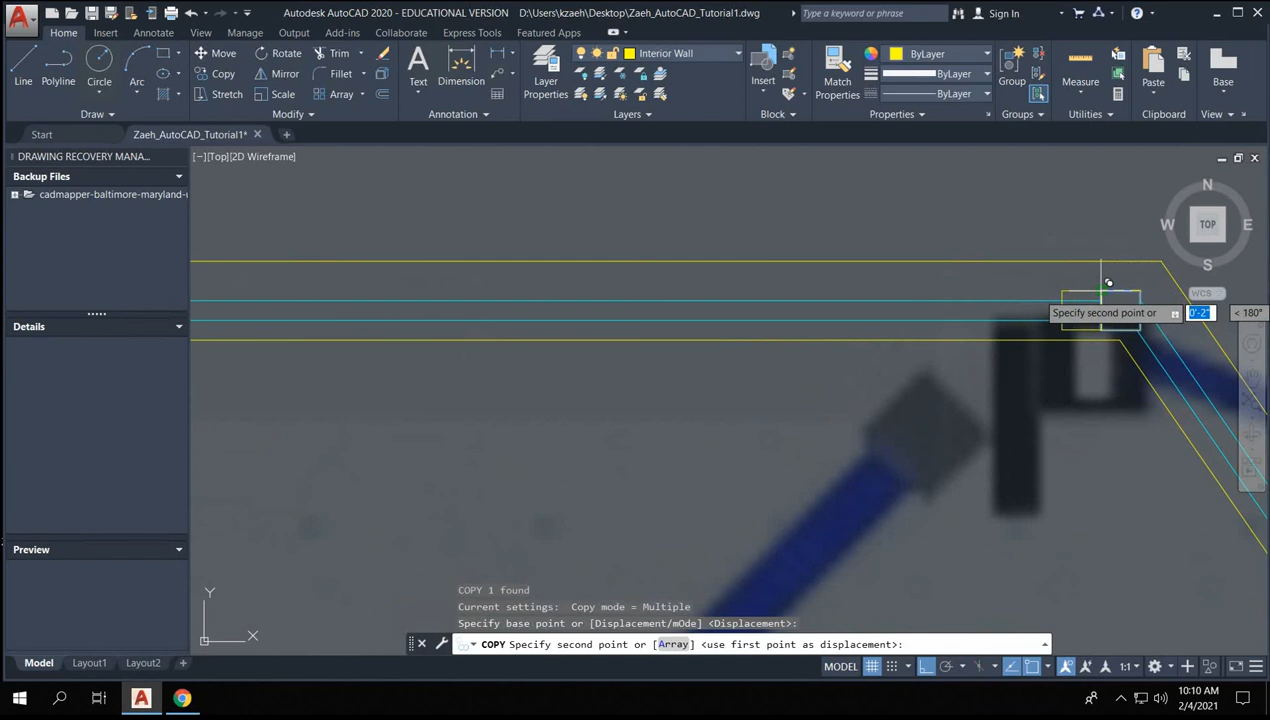 Autodesk AutoCAD 2020 - EDUCATIONAL VERSION D:\Users\kzaeh\Desktop\Zaeh_AutoCAD_Tutorial1.dwg Type a keyword or phrase Sign In
Home Insert Annotate View Manage Output Add-ins Collaborate Express Tools Featured Apps
Line Polyline Circle Arc
Move Rotate Trim
Copy Mirror Fillet
Stretch Scale Array
Text Dimension
Layer Properties
Interior Wall
Insert
Match Properties
ByLayer
ByLayer
ByLayer
Group Measure Paste Base
Draw Modify Annotation Layers Block Properties Groups Utilities Clipboard View
Start Zaeh_AutoCAD_Tutorial1*
DRAWING RECOVERY MANA...
[−][Top][2D Wireframe]
Backup Files
cadmapper-baltimore-maryland-u
N
W TOP E
S
WCS
Specify second point or 0'-2" < 180°
Details
Preview
Y
X
COPY 1 found
Current settings: Copy mode = Multiple
Specify base point or [Displacement/mOde] <Displacement>:
COPY Specify second point or [Array] <use first point as displacement>:
Model Layout1 Layout2 +
MODEL 1:1
10:10 AM
2/4/2021